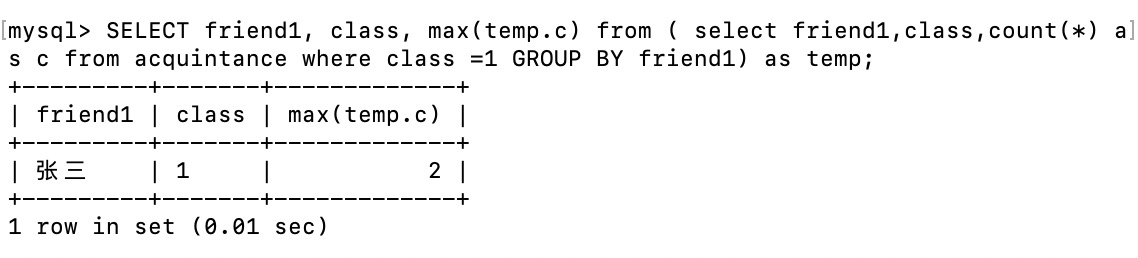 [mysql> SELECT friend1, class, max(temp.c) from ( select friend1,class,count(*) a]
s c from acquintance where class =1 GROUP BY friend1) as temp;
+---------+-------+-------------+
| friend1 | class | max(temp.c) |
+---------+-------+-------------+
| 张三    | 1     |           2 |
+---------+-------+-------------+
1 row in set (0.01 sec)